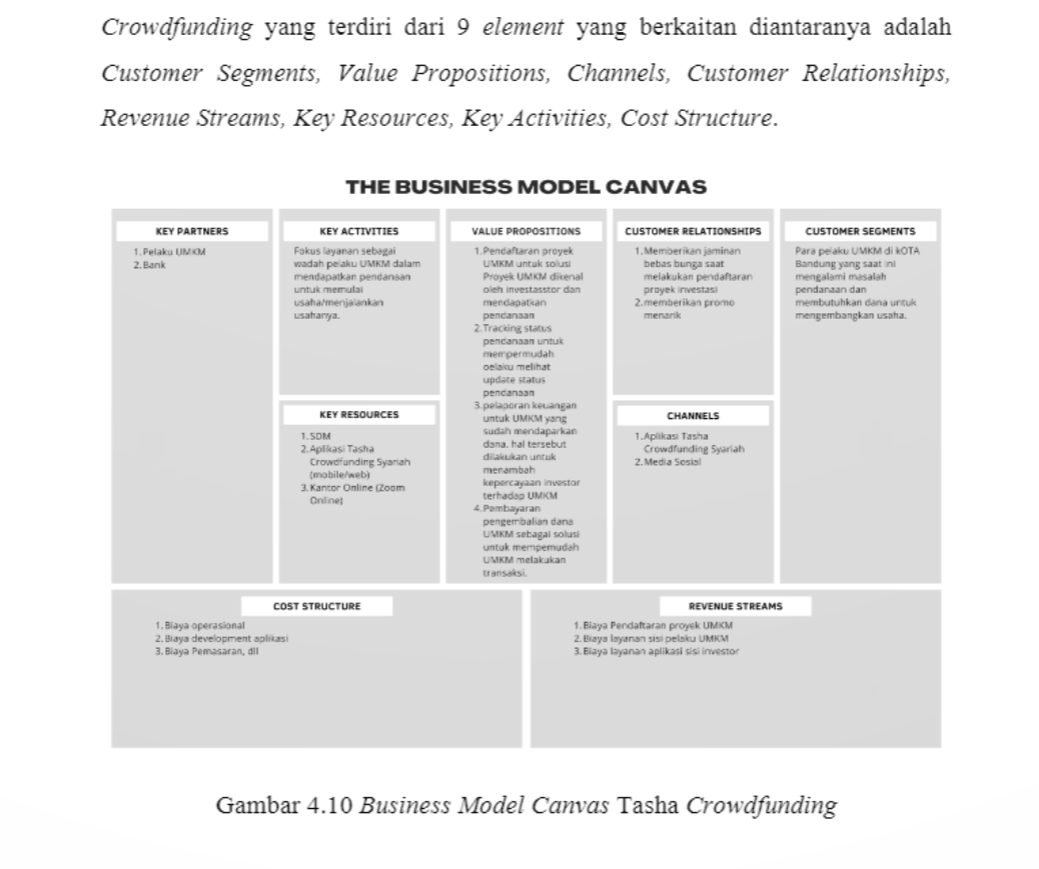 Crowdfunding yang terdiri dari 9 element yang berkaitan diantaranya adalah
Customer Segments, Value Propositions, Channels, Customer Relationships,
Revenue Streams, Key Resources, Key Activities, Cost Structure.
THE BUSINESS MODEL CANVAS
KEY PARTNERS
1. Pelaku UMKM
2. Bank
KEY ACTIVITIES
Fokus layanan sebagai
wadah pelaku UMKM dalam
mendapatkan pendanaan
untuk memulai
usaha/menjalankan
usahanya.
KEY RESOURCES
1. SDM
2. Aplikasi Tasha
Crowdfunding Syariah
(mobile/web)
3. Kantor Online (Zoom
Online)
VALUE PROPOSITIONS
1. Pendaftaran proyek
UMKM untuk solusi
Proyek UMKM dikenal
oleh investasstor dan
mendapatkan
pendanaan
2. Tracking status
pendanaan untuk
mempermudah
oelaku melihat
update status
pendanaan
3. pelaporan keuangan
untuk UMKM yang
sudah mendaparkan
dana. hal tersebut
dilakukan untuk
menambah
kepercayaan investor
terhadap UMKM
4. Pembayaran
pengembalian dana
UMKM sebagai solusi
untuk mempemudah
UMKM melakukan
transaksi.
CUSTOMER RELATIONSHIPS
1. Memberikan jaminan
bebas bunga saat
melakukan pendaftaran
proyek investasi
2. memberikan promo
menarik
CHANNELS
1. Aplikasi Tasha
Crowdfunding Syariah
2. Media Sosial
CUSTOMER SEGMENTS
Para pelaku UMKM di kOTA
Bandung yang saat ini
mengalami masalah
pendanaan dan
membutuhkan dana untuk
mengembangkan usaha.
COST STRUCTURE
1. Biaya operasional
2. Biaya development aplikasi
3. Biaya Pemasaran, dll
REVENUE STREAMS
1. Biaya Pendaftaran proyek UMKM
2. Biaya layanan sisi pelaku UMKM
3. Biaya layanan aplikasi sisi investor
Gambar 4.10 Business Model Canvas Tasha Crowdfunding